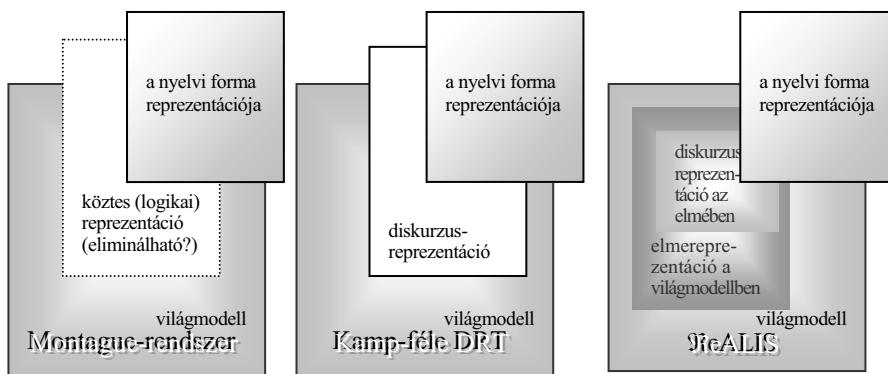 a nyelvi forma
reprezentációja
köztes (logikai)
reprezentáció
(eliminálható?)
világmodell
Montague-rendszer
a nyelvi forma
reprezentációja
diskurzus-
reprezentáció
világmodell
Kamp-féle DRT
a nyelvi forma
reprezentációja
diskurzus
reprezen-
táció az
elmében
elmerepre-
zentáció a
világmodellben
világmodell
ℜeALIS